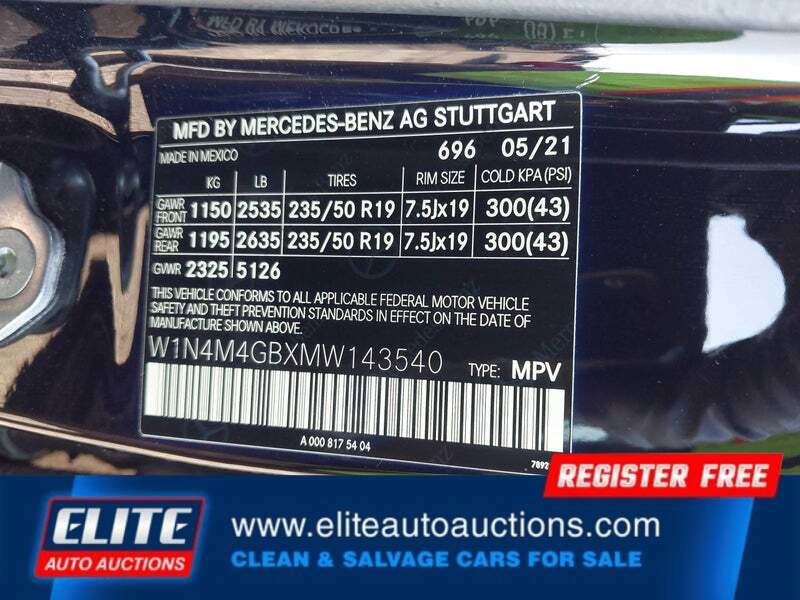 MFD BY MERCEDES-BENZ AG STUTTGART
MADE IN MEXICO 696 05/21
KG LB TIRES RIM SIZE COLD KPA (PSI)
GAWR FRONT 1150 2535 235/50 R19 7.5Jx19 300(43)
GAWR REAR 1195 2635 235/50 R19 7.5Jx19 300(43)
GVWR 2325 5126
THIS VEHICLE CONFORMS TO ALL APPLICABLE FEDERAL MOTOR VEHICLE
SAFETY AND THEFT PREVENTION STANDARDS IN EFFECT ON THE DATE OF
MANUFACTURE SHOWN ABOVE.
W1N4M4GBXMW143540 TYPE: MPV
A 000 817 54 04
REGISTER FREE
ELITE
AUTO AUCTIONS
www.eliteautoauctions.com
CLEAN & SALVAGE CARS FOR SALE